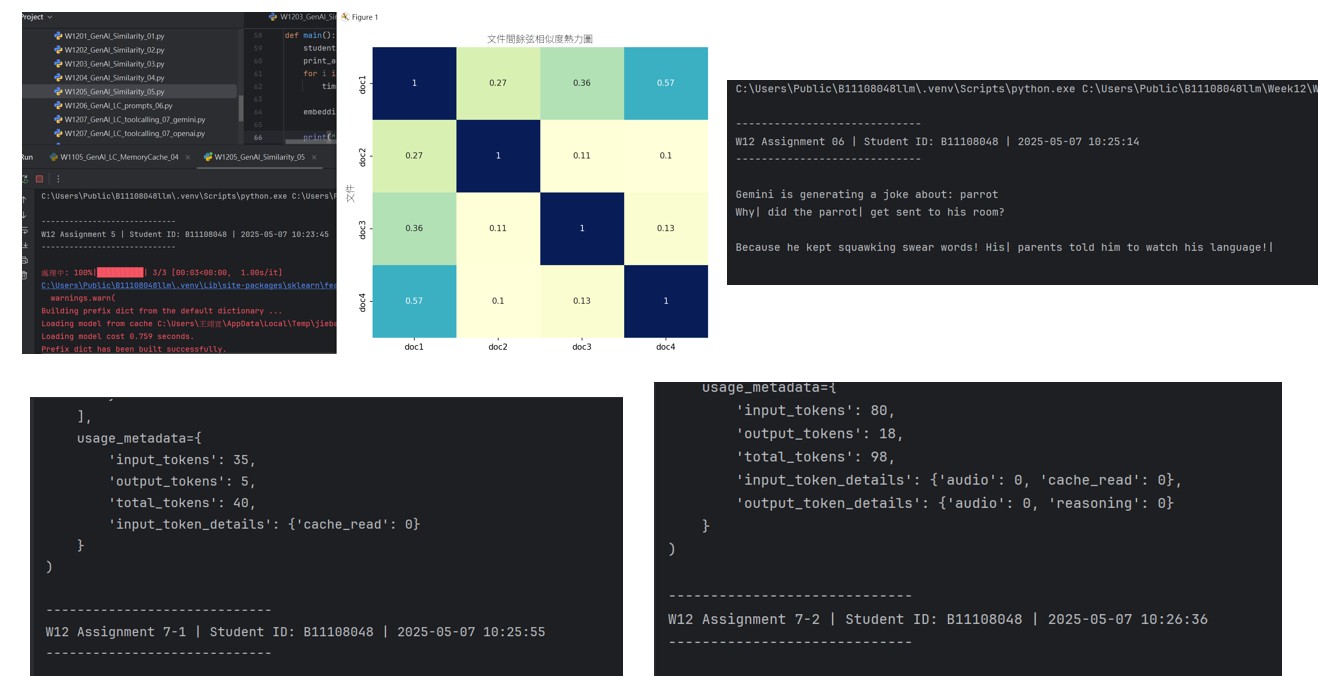 Project
W1201_GenAI_Similarity_01.py
W1202_GenAI_Similarity_02.py
W1203_GenAI_Similarity_03.py
W1204_GenAI_Similarity_04.py
W1205_GenAI_Similarity_05.py
W1206_GenAI_LC_prompts_06.py
W1207_GenAI_LC_toolcalling_07_gemini.py
W1207_GenAI_LC_toolcalling_07_openai.py
W1203_GenAI_Si
58 def main():
59 student
60 print_a
61 for i i
62 tim
63
64 embeddi
65
66 print("
Run W1105_GenAI_LC_MemoryCache_04 × W1205_GenAI_Similarity_05 ×
C:\Users\Public\B11108048llm\.venv\Scripts\python.exe C:\Users\P
----------------------------
W12 Assignment 5 | Student ID: B11108048 | 2025-05-07 10:23:45
----------------------------
處理中: 100%|██████████| 3/3 [00:03<00:00, 1.00s/it]
C:\Users\Public\B11108048llm\.venv\Lib\site-packages\sklearn\fea
warnings.warn(
Building prefix dict from the default dictionary ...
Loading model from cache C:\Users\王翊宣\AppData\Local\Temp\jieba
Loading model cost 0.759 seconds.
Prefix dict has been built successfully.
Figure 1
文件間餘弦相似度熱力圖
doc1 1 0.27 0.36 0.57
doc2 0.27 1 0.11 0.1
文件
doc3 0.36 0.11 1 0.13
doc4 0.57 0.1 0.13 1
doc1 doc2 doc3 doc4
C:\Users\Public\B11108048llm\.venv\Scripts\python.exe C:\Users\Public\B11108048llm\Week12\W
----------------------------
W12 Assignment 06 | Student ID: B11108048 | 2025-05-07 10:25:14
----------------------------
Gemini is generating a joke about: parrot
Why| did the parrot| get sent to his room?
Because he kept squawking swear words! His| parents told him to watch his language!|
],
usage_metadata={
'input_tokens': 35,
'output_tokens': 5,
'total_tokens': 40,
'input_token_details': {'cache_read': 0}
}
)
-----------------------------
W12 Assignment 7-1 | Student ID: B11108048 | 2025-05-07 10:25:55
-----------------------------
usage_metadata={
'input_tokens': 80,
'output_tokens': 18,
'total_tokens': 98,
'input_token_details': {'audio': 0, 'cache_read': 0},
'output_token_details': {'audio': 0, 'reasoning': 0}
}
)
-----------------------------
W12 Assignment 7-2 | Student ID: B11108048 | 2025-05-07 10:26:36
-----------------------------